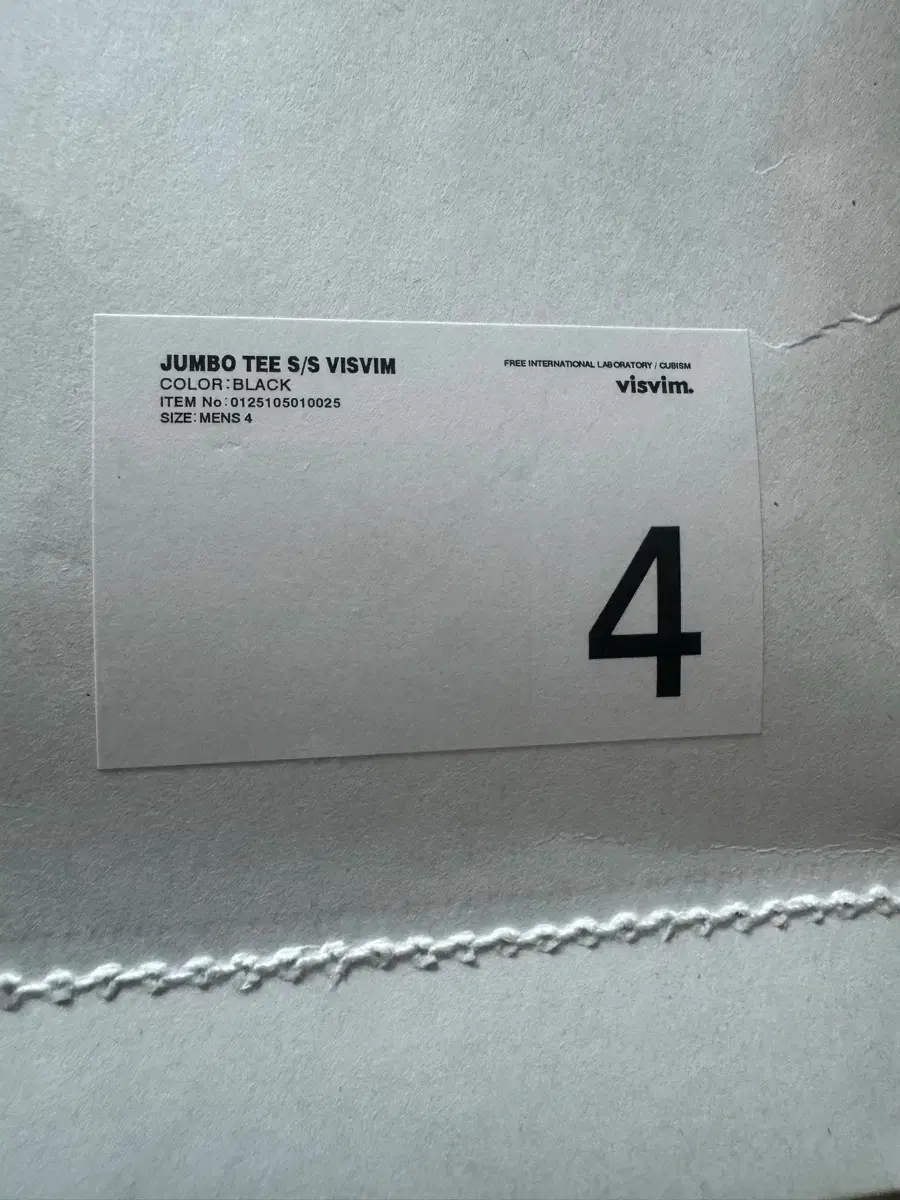 JUMBO TEE S/S VISVIM
COLOR:BLACK
ITEM No:0125105010025
SIZE:MENS 4
FREE INTERNATIONAL LABORATORY / CUBISM
visvim.
4